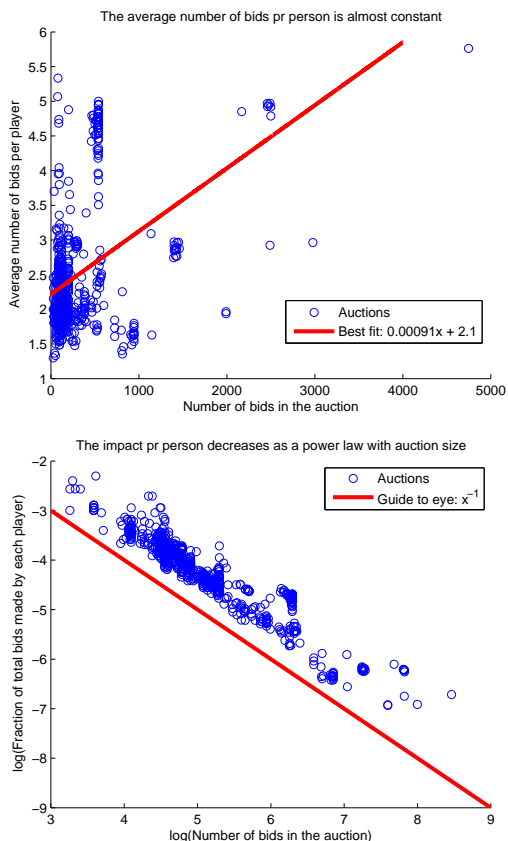 The average number of bids pr person is almost constant
6
5.5
5
4.5
4
3.5
3
2.5
2
1.5
1
Average number of bids per player
Auctions
Best fit: 0.00091x + 2.1
0 1000 2000 3000 4000 5000
Number of bids in the auction
The impact pr person decreases as a power law with auction size
−2
−3
−4
−5
−6
−7
−8
−9
log(Fraction of total bids made by each player)
Auctions
Guide to eye: x⁻¹
3 4 5 6 7 8 9
log(Number of bids in the auction)